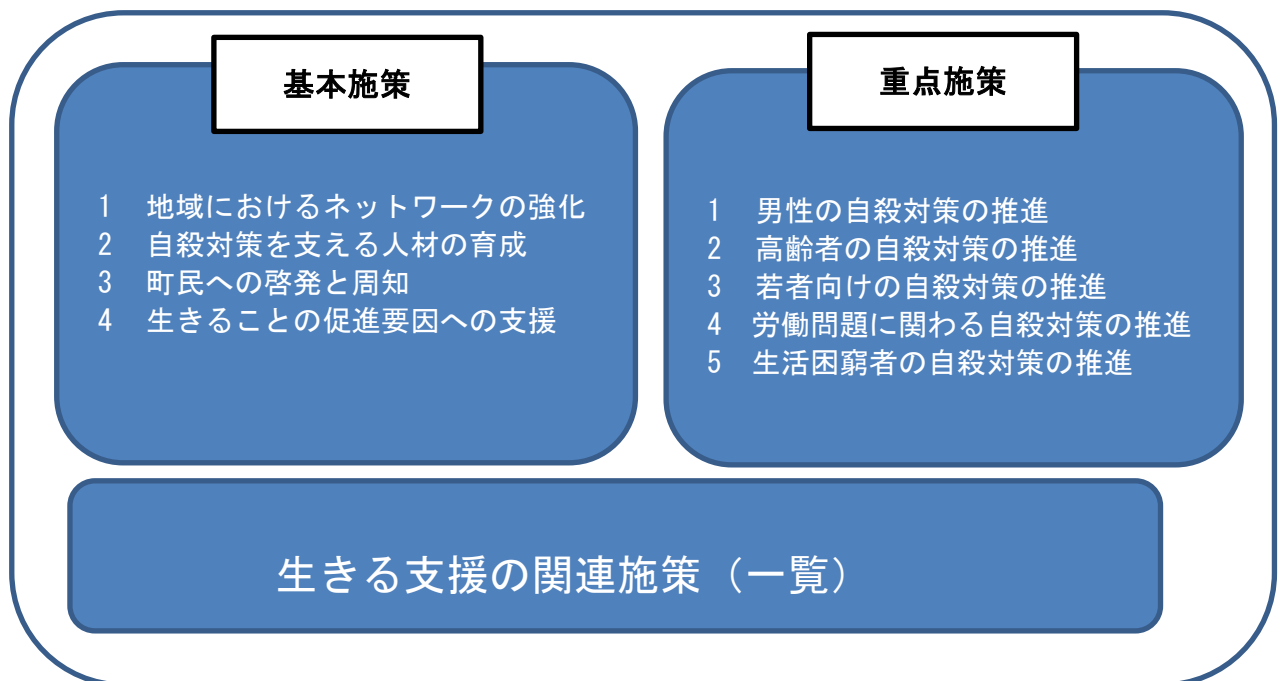 基本施策
1 地域におけるネットワークの強化
2 自殺対策を支える人材の育成
3 町民への啓発と周知
4 生きることの促進要因への支援
重点施策
1 男性の自殺対策の推進
2 高齢者の自殺対策の推進
3 若者向けの自殺対策の推進
4 労働問題に関わる自殺対策の推進
5 生活困窮者の自殺対策の推進
生きる支援の関連施策（一覧）